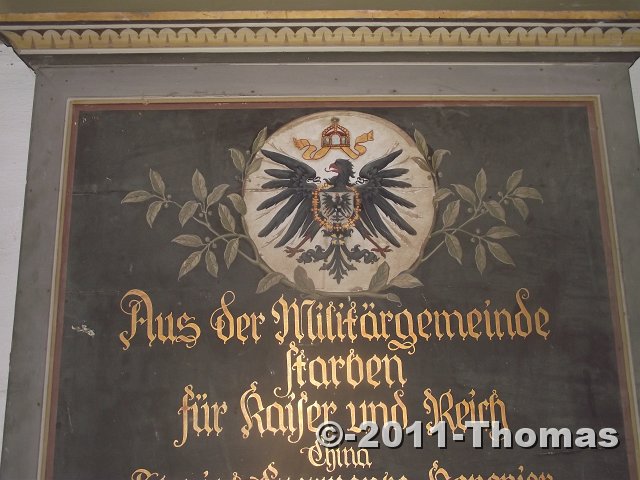 Aus der Militärgemeinde
starben
für Kaiser und Reich
China
©-2011-Thomas